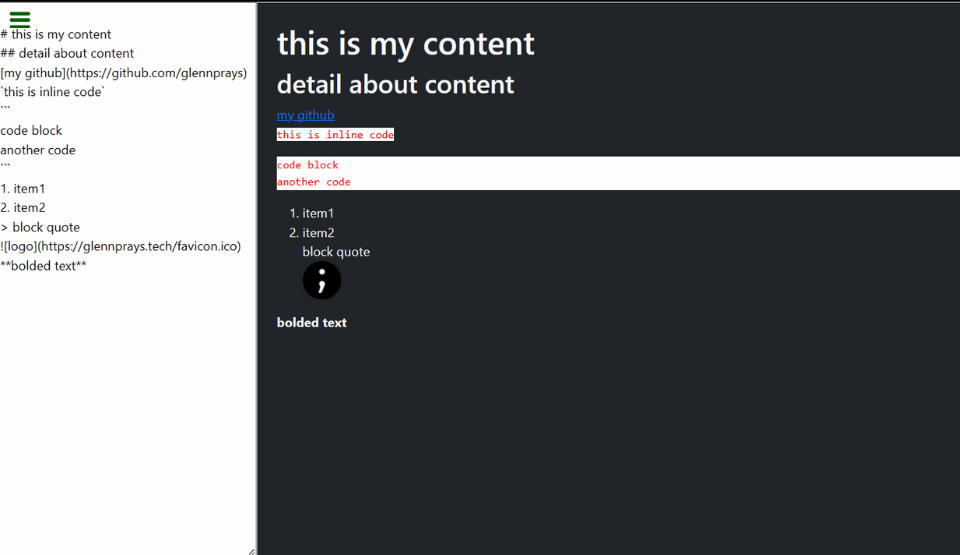 # this is my content
## detail about content
[my github](https://github.com/glennprays)
`this is inline code`
```
code block
another code
```
1. item1
2. item2
> block quote
![logo](https://glennprays.tech/favicon.ico)
**bolded text**
this is my content
detail about content
my github
this is inline code
code block
another code
1. item1
2. item2
block quote
;
bolded text